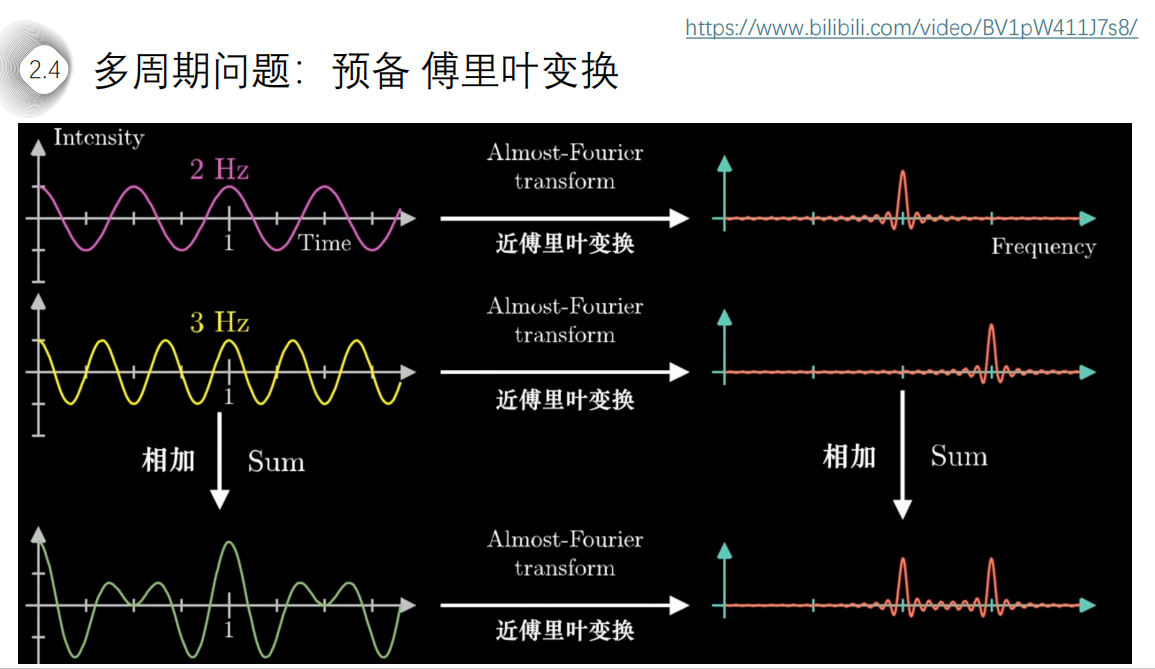 https://www.bilibili.com/video/BV1pW411J7s8/
2.4
多周期问题：预备 傅里叶变换
Intensity
2 Hz
1
Time
Almost-Fourier
transform
近傅里叶变换
Frequency
3 Hz
1
Almost-Fourier
transform
近傅里叶变换
相加
Sum
相加
Sum
1
Almost-Fourier
transform
近傅里叶变换